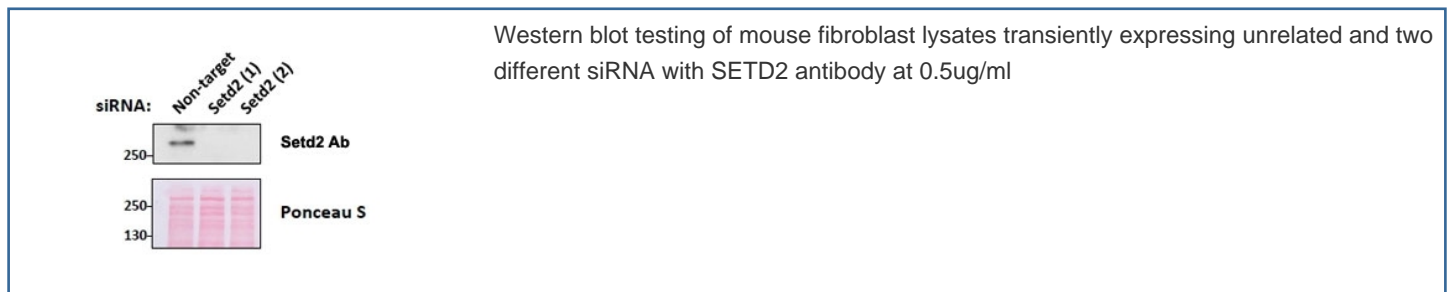 Western blot testing of mouse fibroblast lysates transiently expressing unrelated and two
different siRNA with SETD2 antibody at 0.5ug/ml
siRNA: Non-target Setd2 (1) Setd2 (2)
250- Setd2 Ab
250- Ponceau S
130-